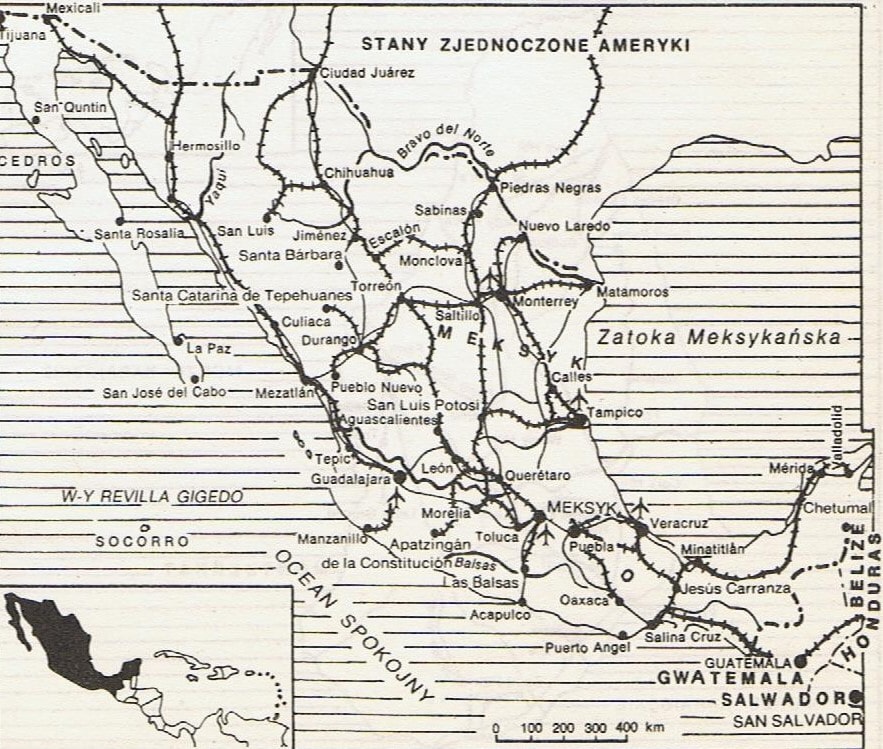 Mexicali
Tijuana
STANY ZJEDNOCZONE AMERYKI
Ciudad Juárez
San Quntin
Hermosillo
Bravo del Norte
CEDROS
Yaqui
Chihuahua
Piedras Negras
Sabinas
Santa Rosalia
San Luis
Jiménez
Escalón
Nuevo Laredo
Santa Bárbara
Monclova
Torreón
Santa Catarina de Tepehuanes
Matamoros
Monterrey
Saltillo
Culiaca
Durango
MEKSYK
Zatoka Meksykańska
La Paz
San José del Cabo
Mezatlán
Pueblo Nuevo
Calles
San Luis Potosi
Aguascalientes
Tampico
Valladolid
Tepic
León
Mérida
Guadalajara
Querétaro
W-Y REVILLA GIGEDO
Chetumal
Morelia
MEKSYK
Veracruz
SOCORRO
Manzanillo
Apatzingán
de la Constitución
Toluca
Puebla
Minatitlán
BELIZE
HONDURAS
Balsas
Las Balsas
O
Jesús Carranza
OCEAN SPOKOJNY
Acapulco
Oaxaca
Puerto Angel
Salina Cruz
GUATEMALA
GWATEMALA
SALWADOR
SAN SALVADOR
0 100 200 300 400 km